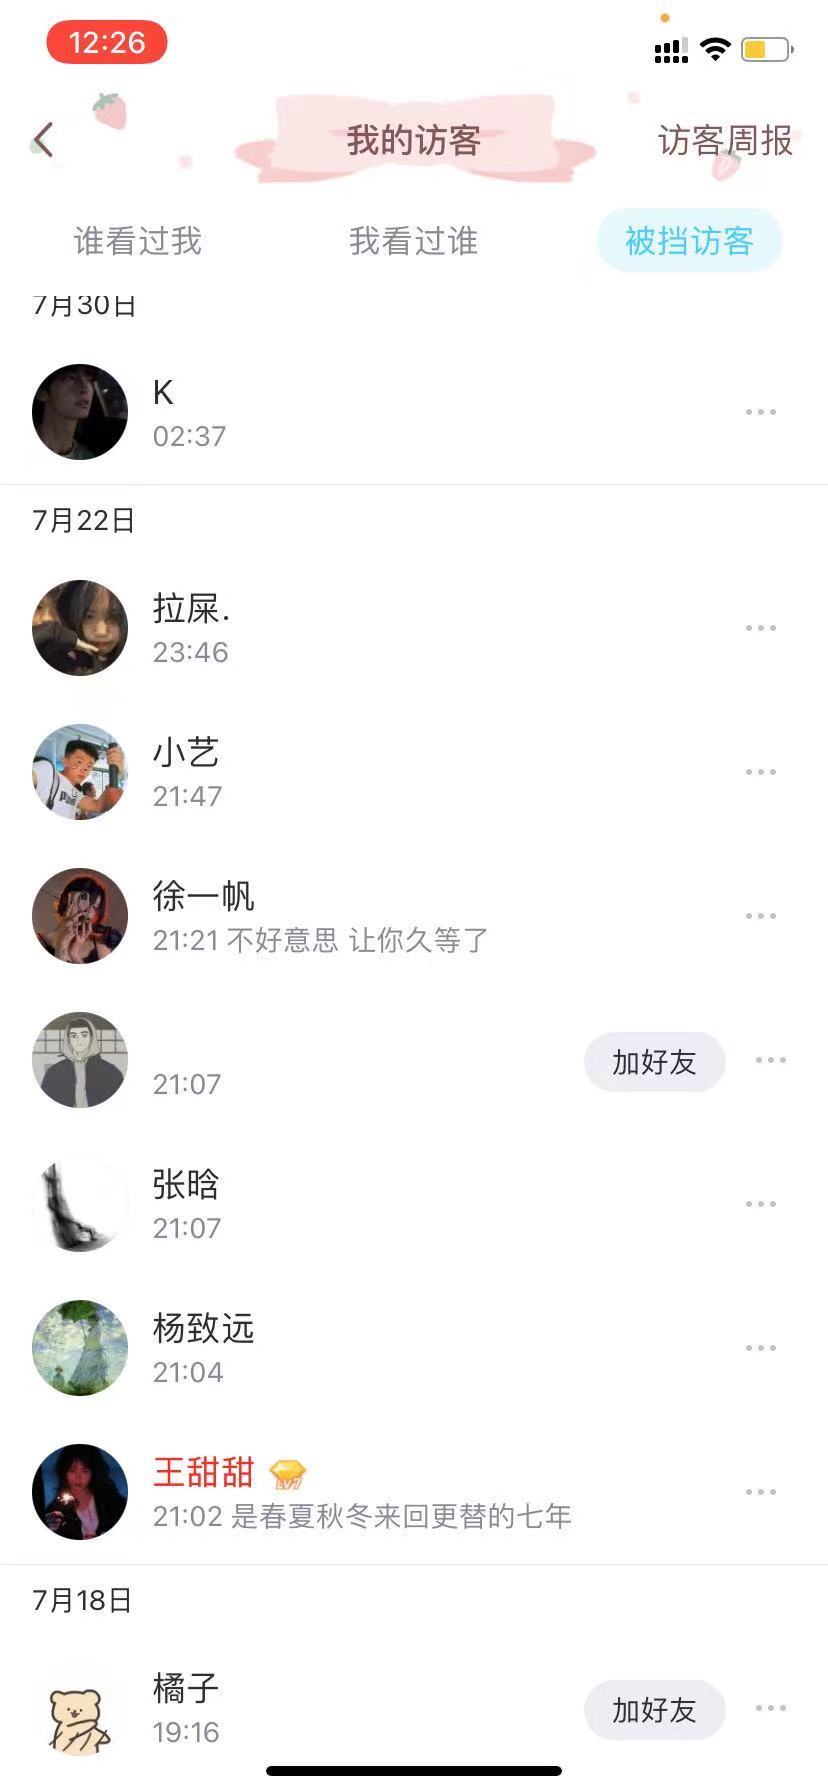 12:26
我的访客
访客周报
谁看过我
我看过谁
被挡访客
7月30日
K
02:37
7月22日
拉屎.
23:46
小艺
21:47
徐一帆
21:21 不好意思 让你久等了
21:07
加好友
张晗
21:07
杨致远
21:04
王甜甜 LV7
21:02 是春夏秋冬来回更替的七年
7月18日
橘子
19:16
加好友